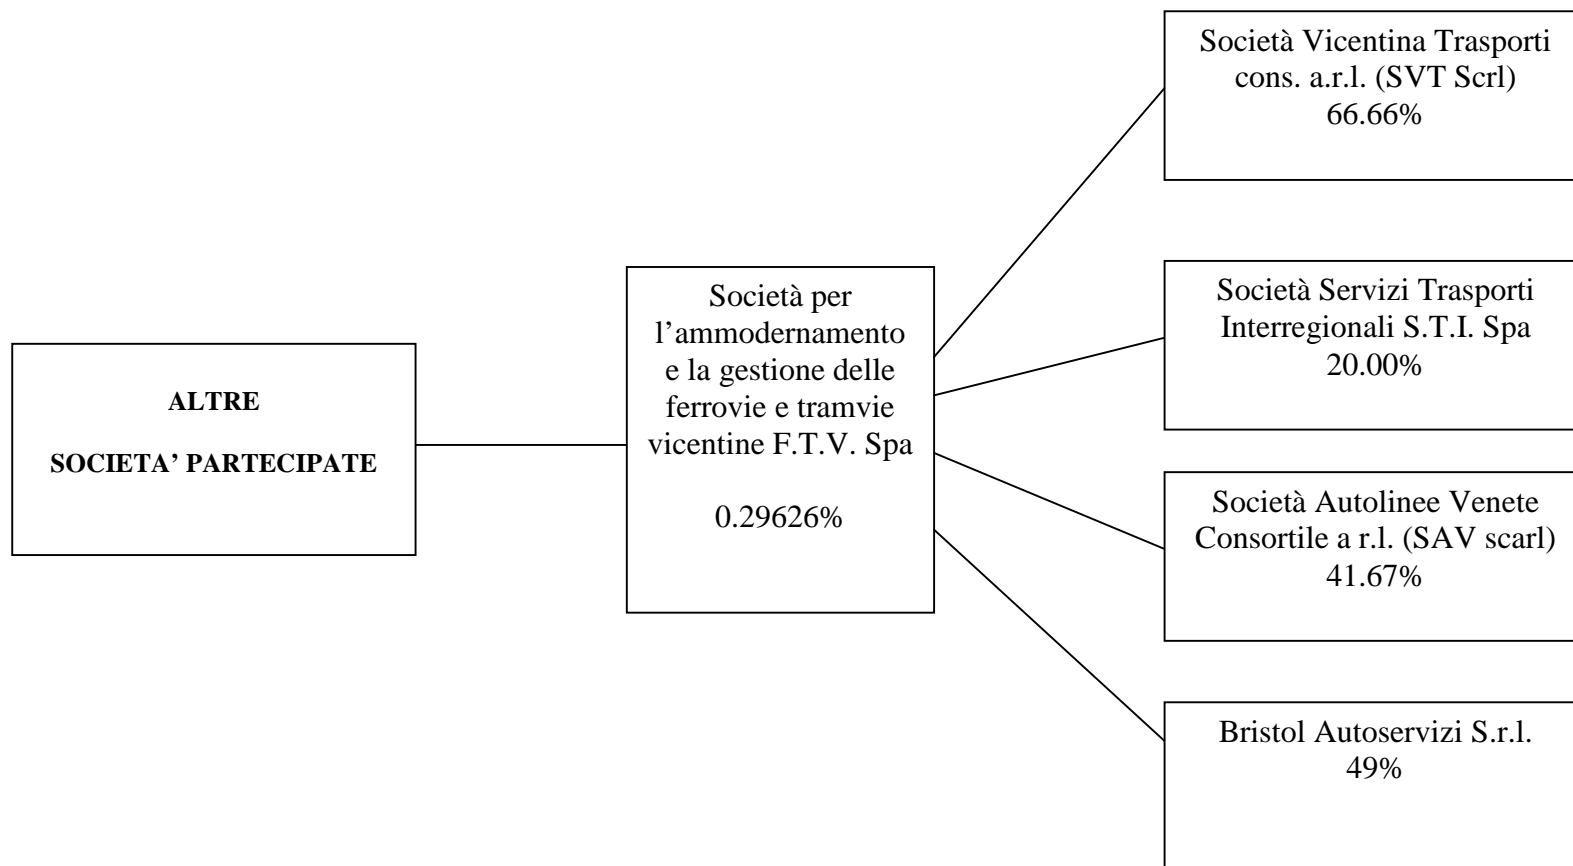 ALTRE
SOCIETA’ PARTECIPATE
Società per
l’ammodernamento
e la gestione delle
ferrovie e tramvie
vicentine F.T.V. Spa
0.29626%
Società Vicentina Trasporti
cons. a.r.l. (SVT Scrl)
66.66%
Società Servizi Trasporti
Interregionali S.T.I. Spa
20.00%
Società Autolinee Venete
Consortile a r.l. (SAV scarl)
41.67%
Bristol Autoservizi S.r.l.
49%